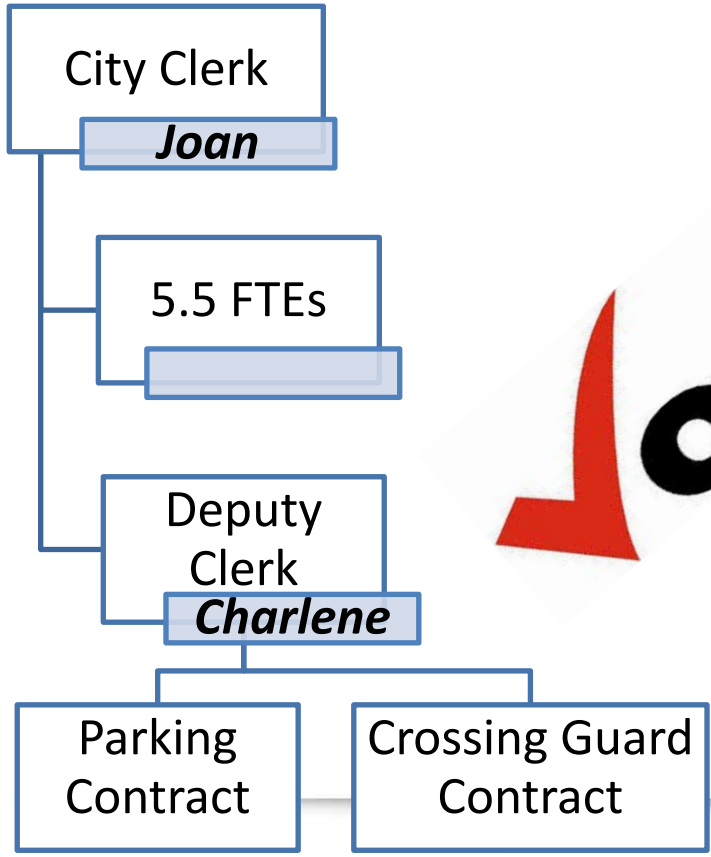 City Clerk
Joan
5.5 FTEs
Deputy
Clerk
Charlene
Parking
Contract
Crossing Guard
Contract